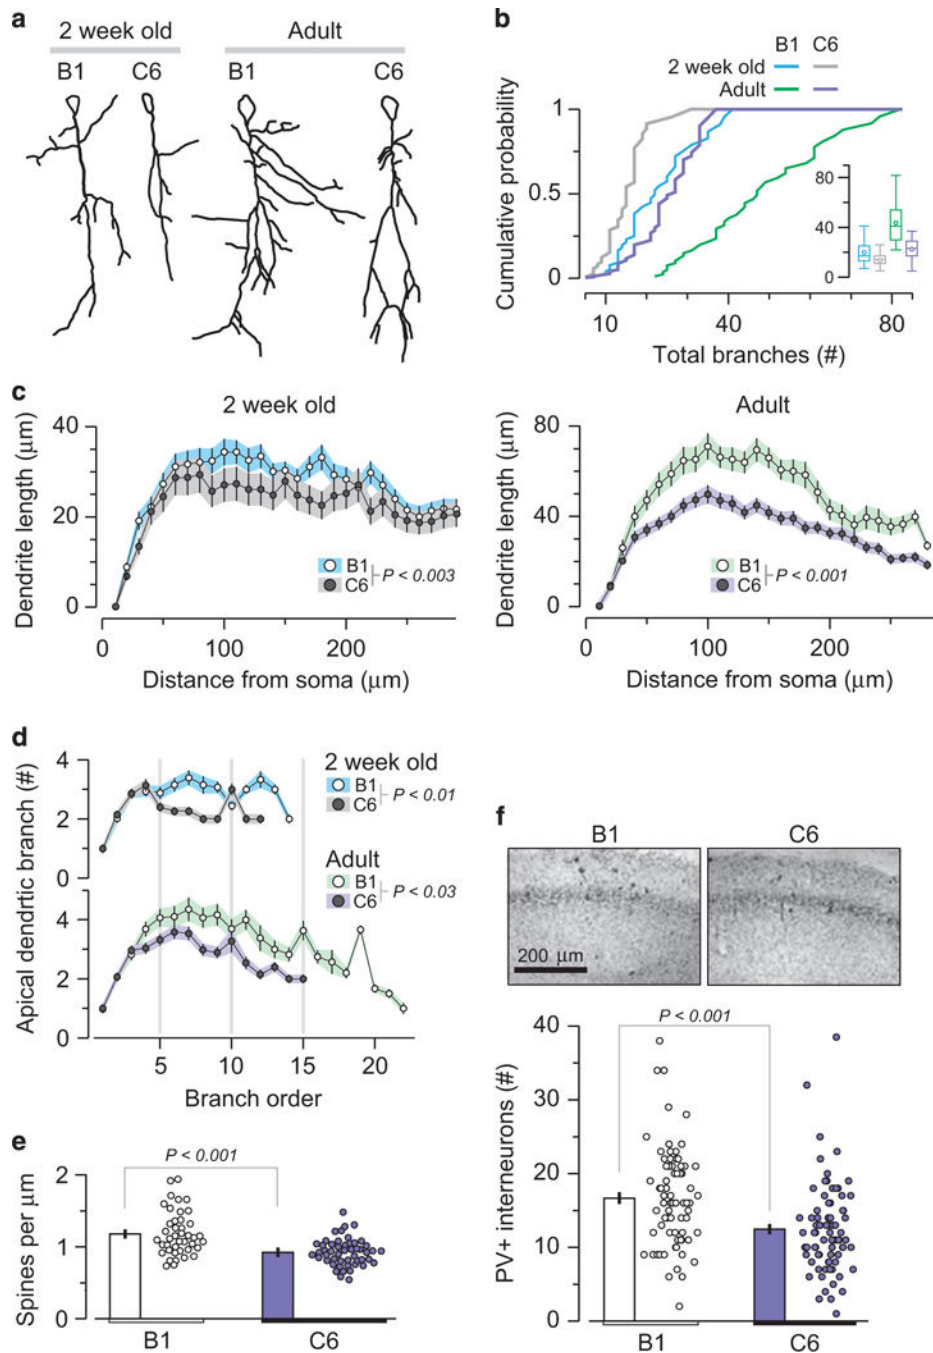 a
2 week old
Adult
B1
C6
B1
C6
b
B1 C6
2 week old
Adult
Cumulative probability
1
0.5
0
80
40
0
10
40
80
Total branches (#)
c
2 week old
Dendrite length (μm)
40
20
0
B1
C6
P < 0.003
0
100
200
Distance from soma (μm)
Adult
Dendrite length (μm)
80
40
0
B1
C6
P < 0.001
0
100
200
Distance from soma (μm)
d
Apical dendrtic branch (#)
4
2
0
2 week old
B1
C6
P < 0.01
Adult
B1
C6
P < 0.03
4
2
0
5
10
15
20
Branch order
e
Spines per μm
2
1
0
P < 0.001
B1
C6
f
B1
C6
200 μm
PV+ interneurons (#)
40
30
20
10
0
P < 0.001
B1
C6